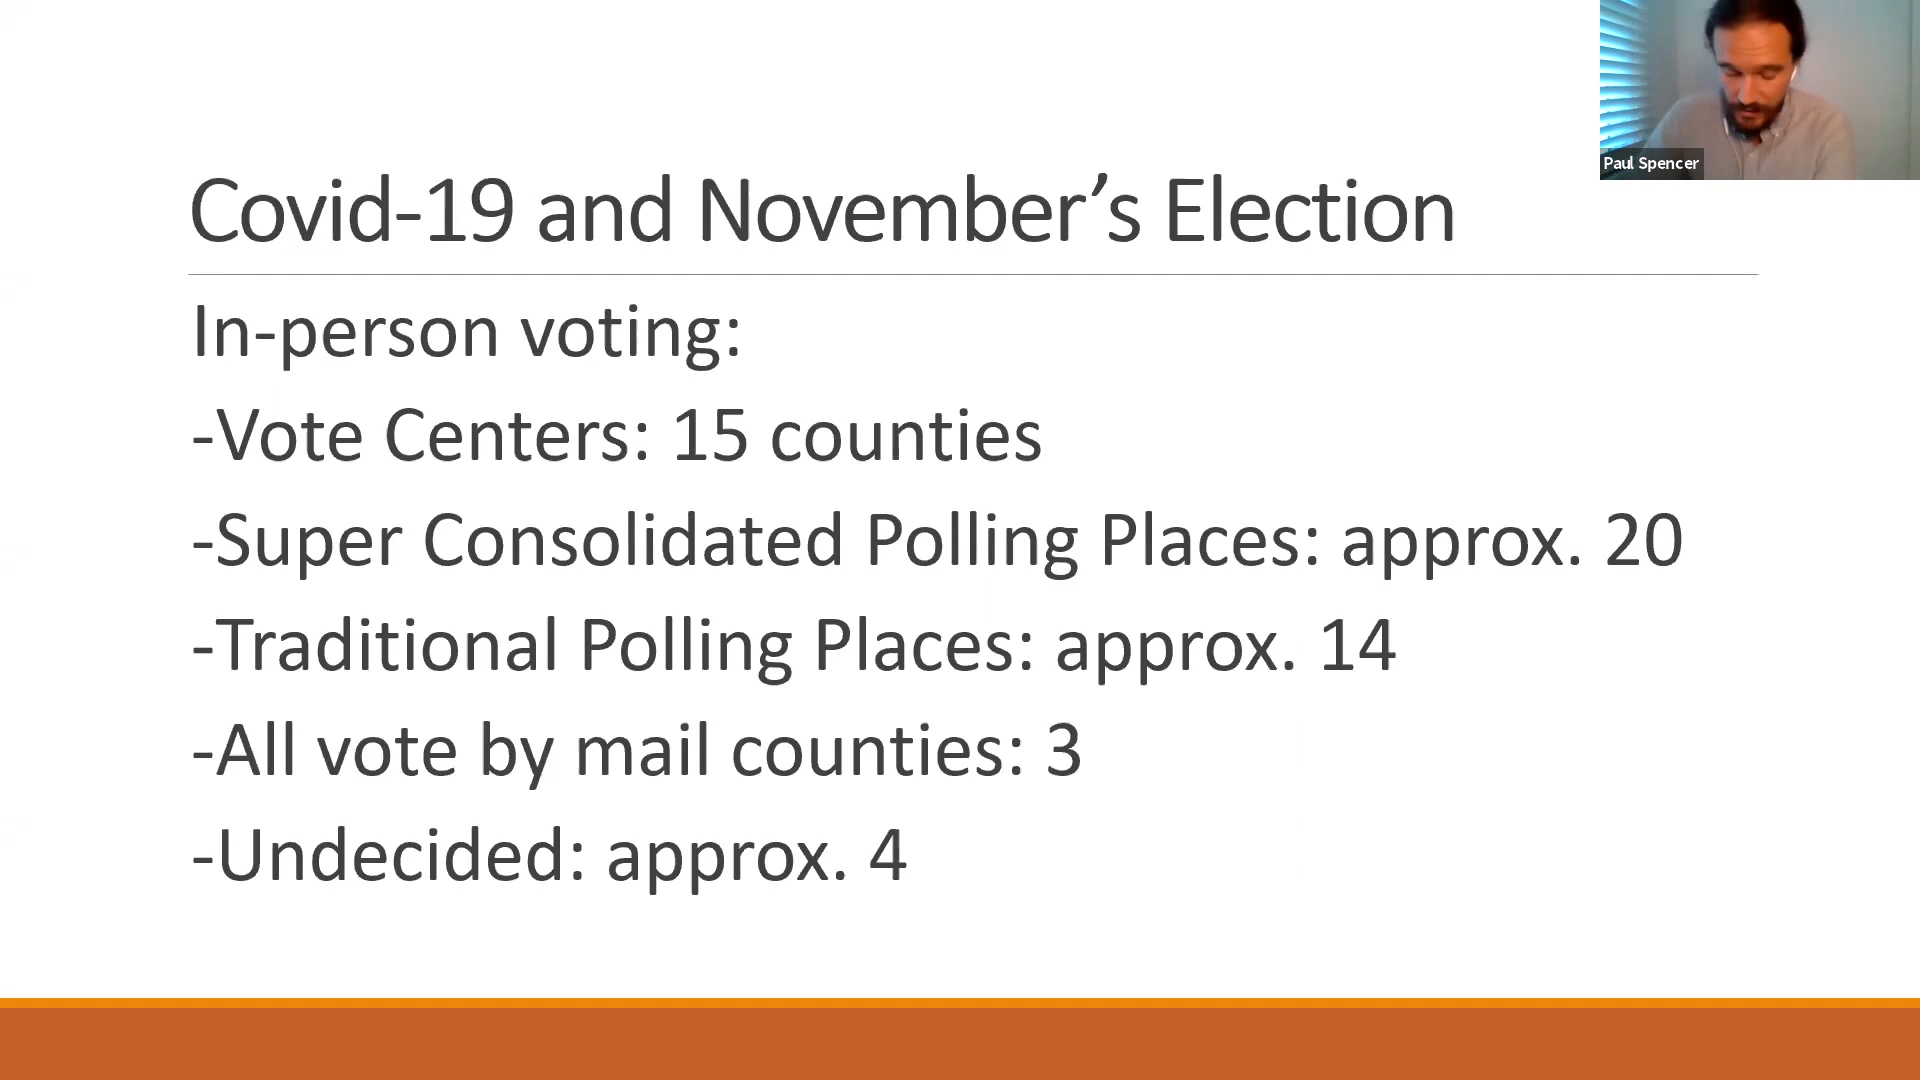 Paul Spencer
Covid-19 and November’s Election
In-person voting:
-Vote Centers: 15 counties
-Super Consolidated Polling Places: approx. 20
-Traditional Polling Places: approx. 14
-All vote by mail counties: 3
-Undecided: approx. 4